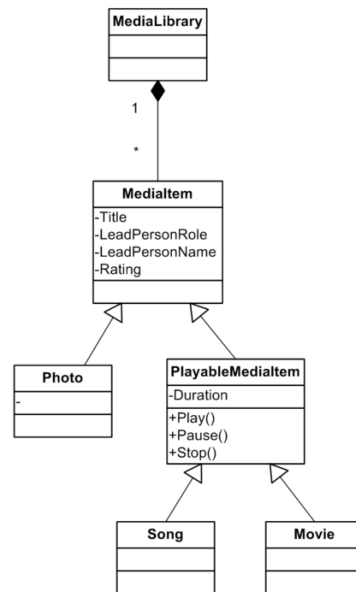 MediaLibrary
1
*
MediaItem
-Title
-LeadPersonRole
-LeadPersonName
-Rating
Photo
-
PlayableMediaItem
-Duration
+Play()
+Pause()
+Stop()
Song
Movie